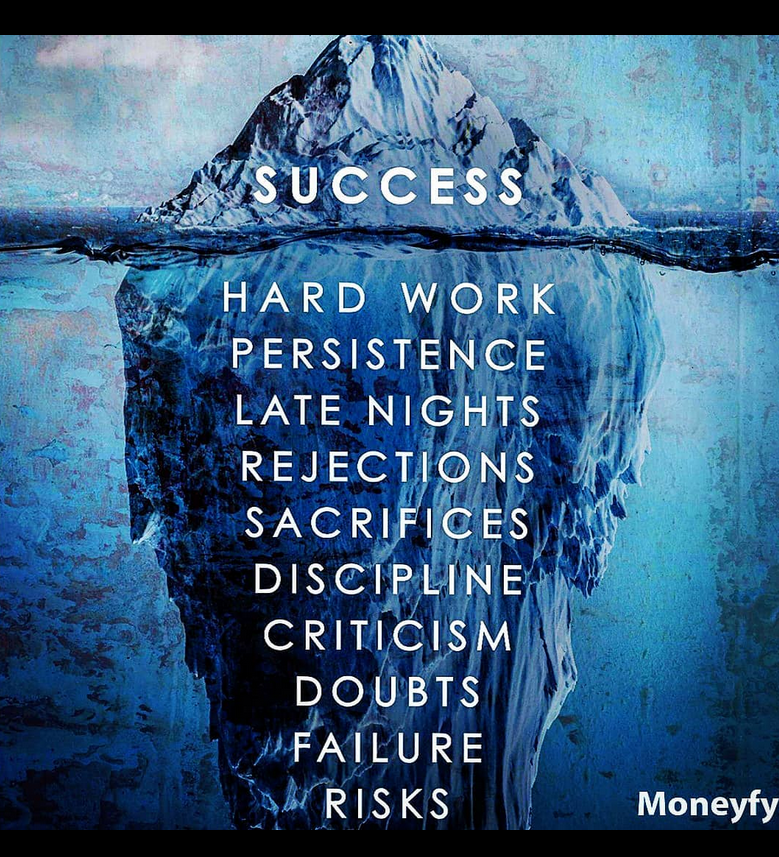 SUCCESS
HARD WORK
PERSISTENCE
LATE NIGHTS
REJECTIONS
SACRIFICES
DISCIPLINE
CRITICISM
DOUBTS
FAILURE
RISKS
Moneyfy